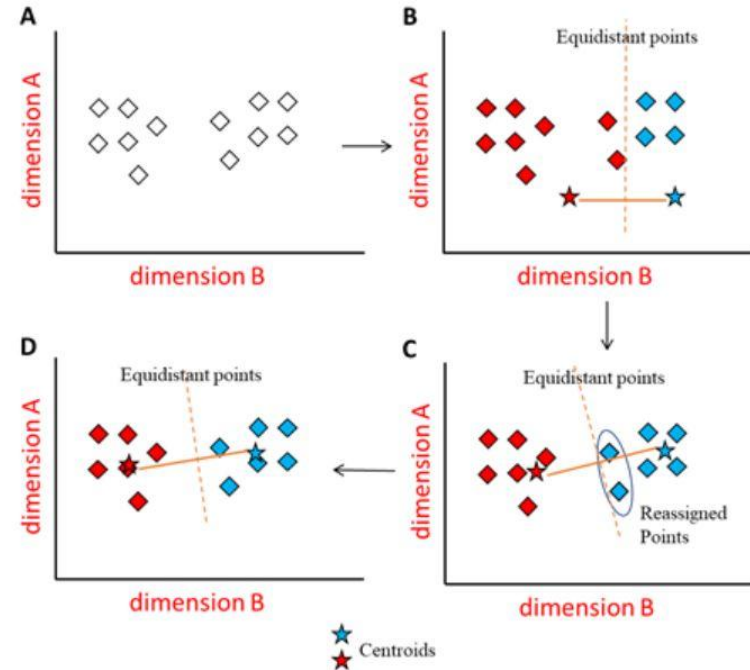 A
dimension A
dimension B
B
Equidistant points
dimension A
dimension B
D
Equidistant points
dimension A
dimension B
C
Equidistant points
dimension A
Reassigned
Points
dimension B
Centroids